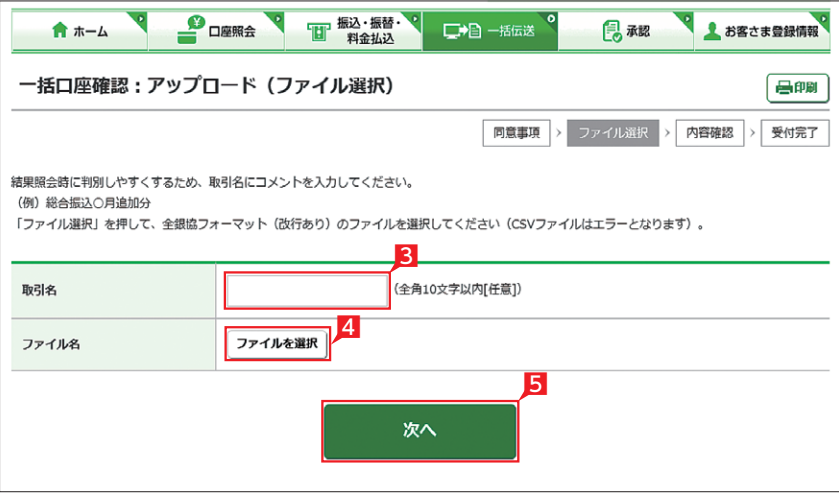 ホーム
口座照会
振込・振替・
料金払込
一括伝送
承認
お客さま登録情報
一括口座確認：アップロード（ファイル選択）
印刷
同意事項 > ファイル選択 > 内容確認 > 受付完了
結果照会時に判別しやすくするため、取引名にコメントを入力してください。
（例）総合振込○月追加分
「ファイル選択」を押して、全銀協フォーマット（改行あり）のファイルを選択してください（CSVファイルはエラーとなります）。
3
取引名
（全角10文字以内[任意]）
4
ファイル名
ファイルを選択
5
次へ